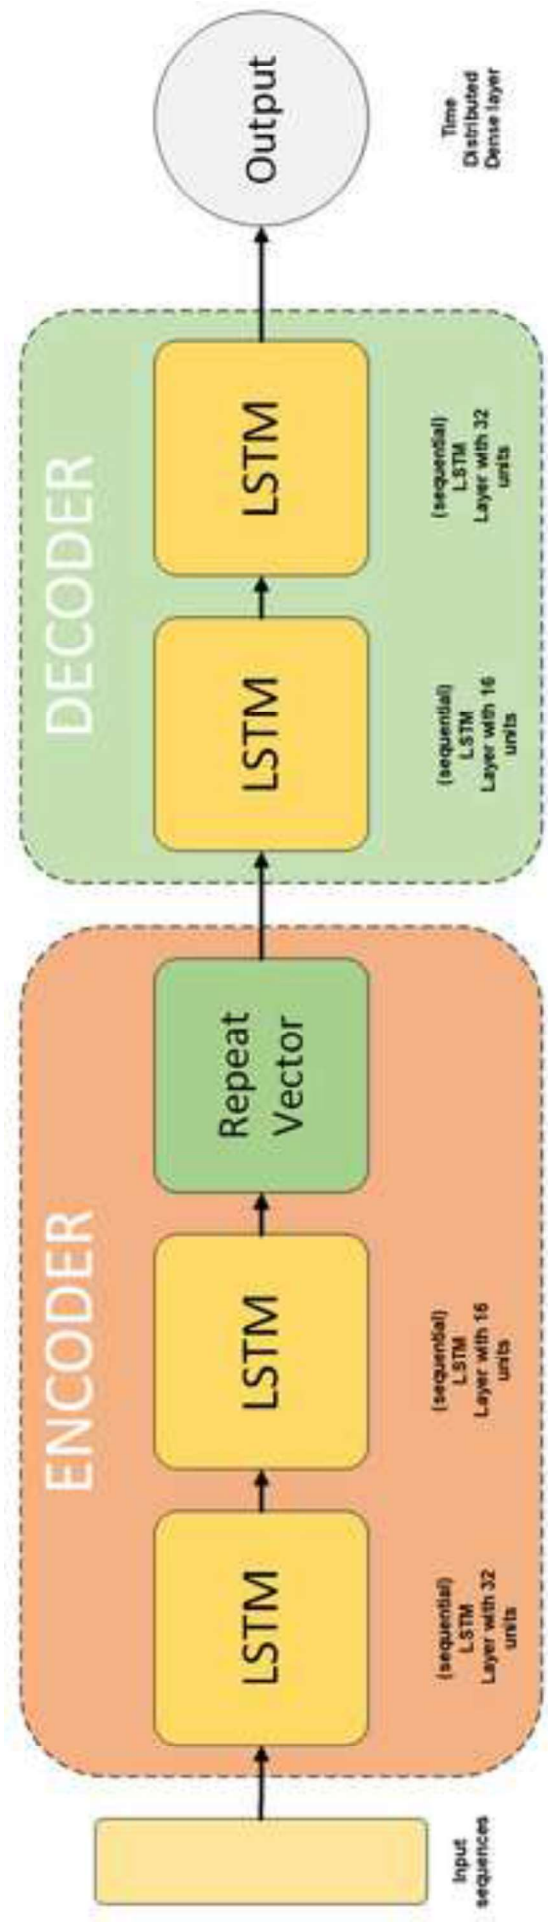 ENCODER
DECODER
LSTM
LSTM
Repeat
Vector
LSTM
LSTM
Output
Input
sequences
(sequential)
LSTM
Layer with 32
units
(sequential)
LSTM
Layer with 16
units
(sequential)
LSTM
Layer with 16
units
(sequential)
LSTM
Layer with 32
units
Time
Distributed
Dense layer